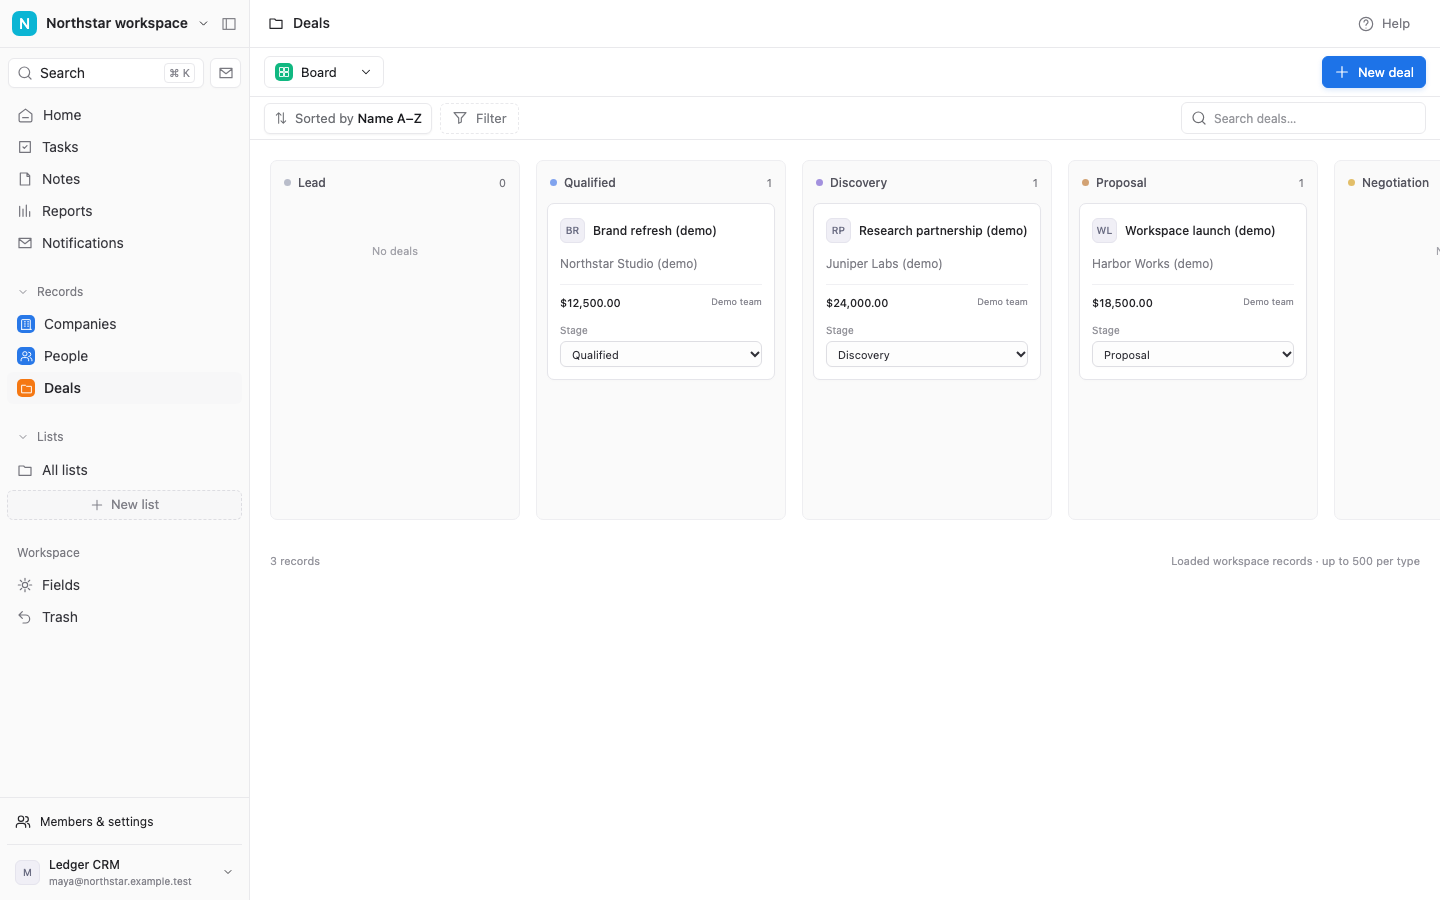 N Northstar workspace
Deals
Help
Search ⌘ K
Board
New deal
Sorted by Name A–Z
Filter
Search deals...
Home
Tasks
Notes
Reports
Notifications
Records
Companies
People
Deals
Lists
All lists
New list
Workspace
Fields
Trash
Members & settings
M
Ledger CRM
maya@northstar.example.test
Lead 0
No deals
Qualified 1
BR Brand refresh (demo)
Northstar Studio (demo)
$12,500.00 Demo team
Stage
Qualified
Discovery 1
RP Research partnership (demo)
Juniper Labs (demo)
$24,000.00 Demo team
Stage
Discovery
Proposal 1
WL Workspace launch (demo)
Harbor Works (demo)
$18,500.00 Demo team
Stage
Proposal
Negotiation
3 records
Loaded workspace records · up to 500 per type